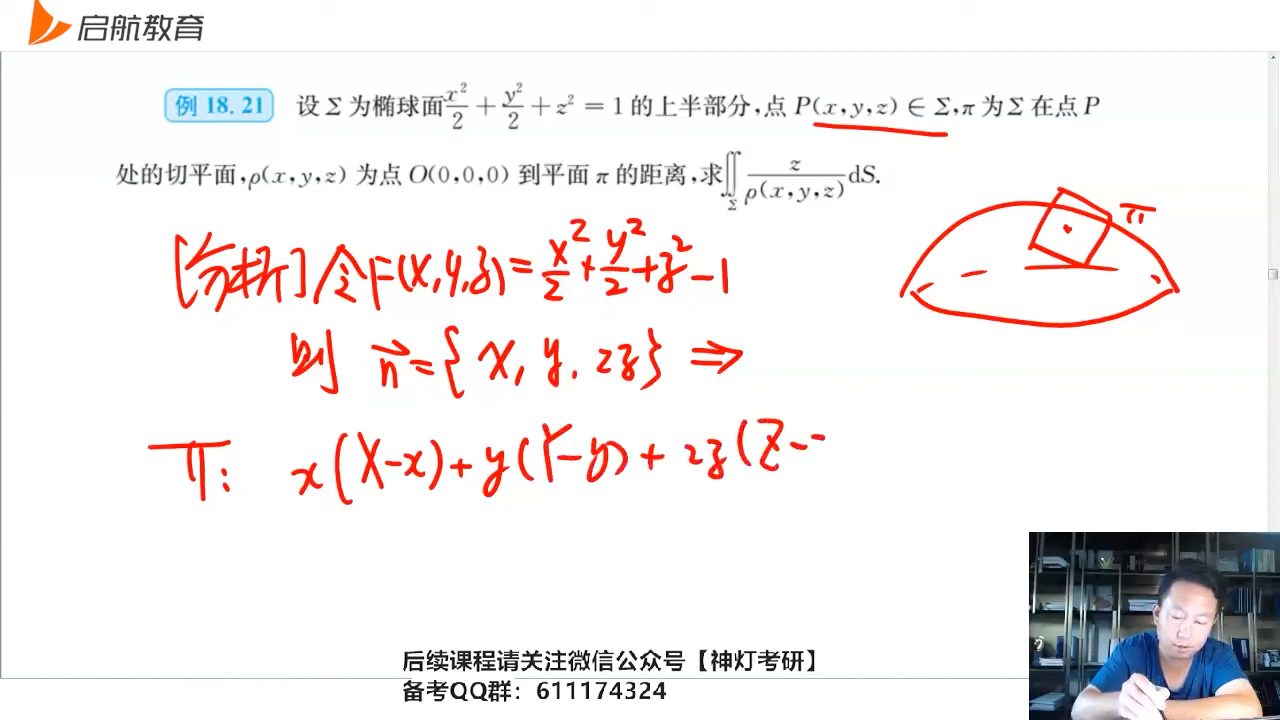 启航教育
例 18.21 设 Σ 为椭球面 x²/2 + y²/2 + z² = 1 的上半部分,点 P(x,y,z) ∈ Σ,π 为 Σ 在点 P
处的切平面,ρ(x,y,z) 为点 O(0,0,0) 到平面 π 的距离,求 ∬_Σ z/ρ(x,y,z) dS.
π
[分析] 令F(x,y,z)=x²/2+y²/2+z²-1
则 n⃗={x, y, 2z} ⇒
π: x(X-x)+y(Y-y)+2z(Z-
后续课程请关注微信公众号【神灯考研】
备考QQ群：611174324